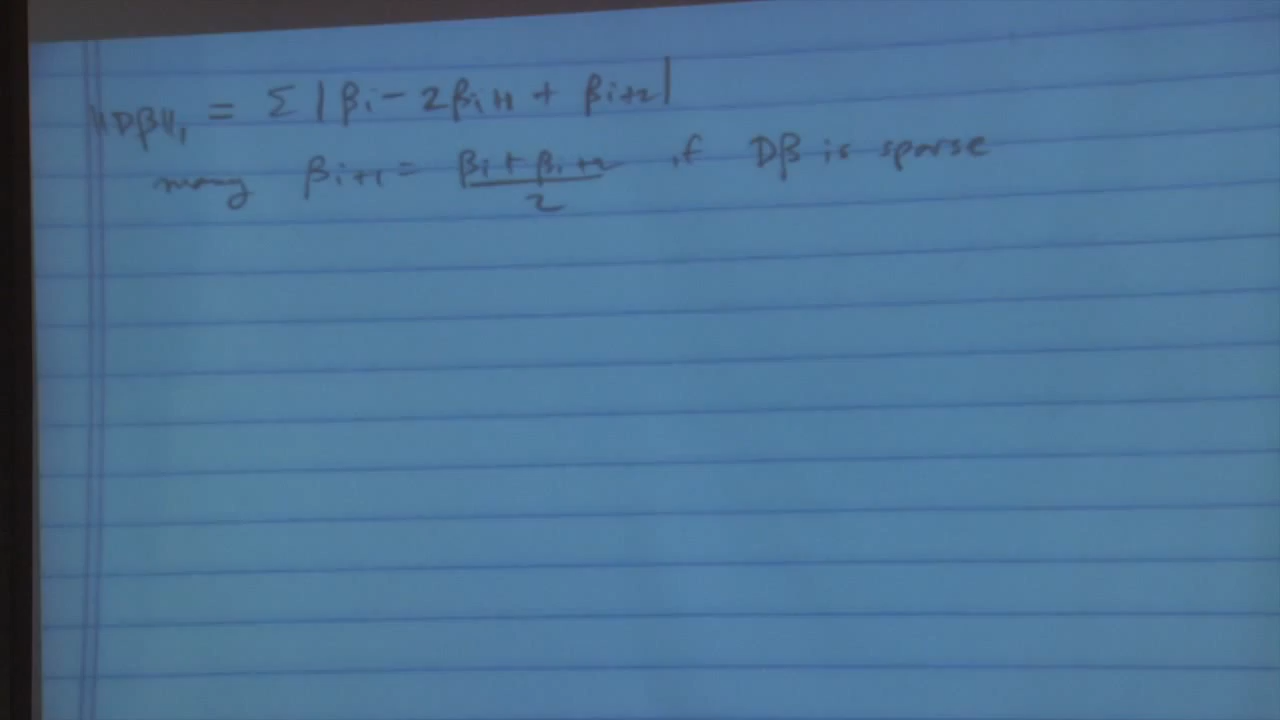 ||Dβ||₁ = Σ |βᵢ - 2βᵢ₊₁ + βᵢ₊₂|
many βᵢ₊₁ = (βᵢ + βᵢ₊₂)/2 if Dβ is sparse